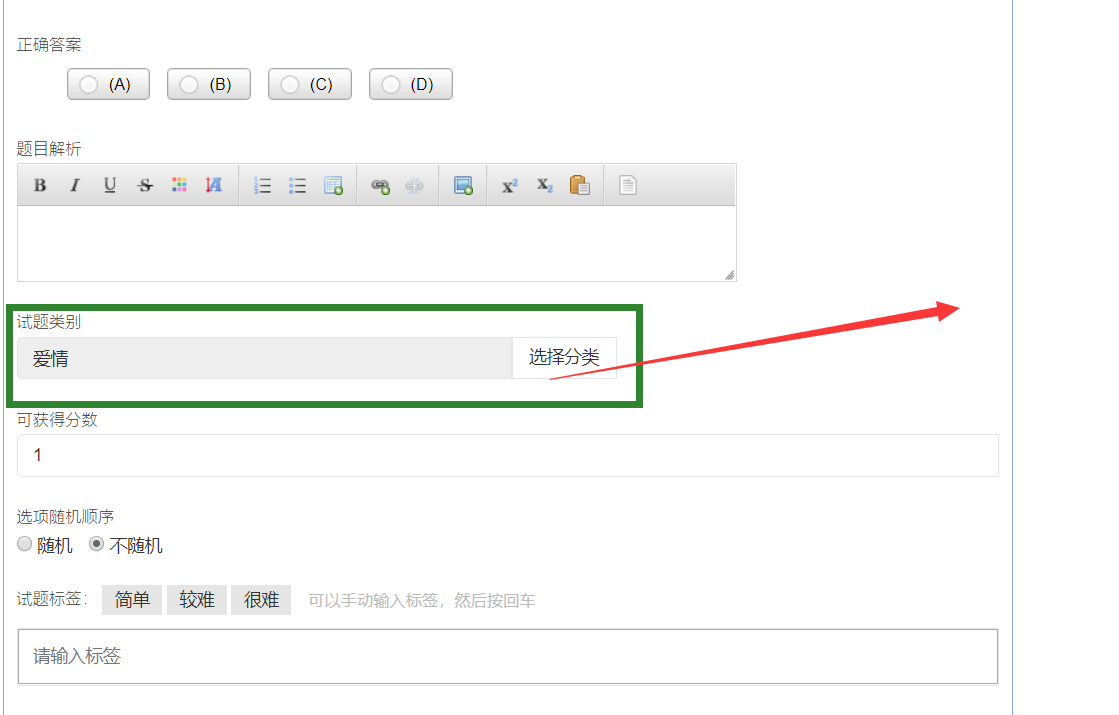 正确答案
(A) (B) (C) (D)
题目解析
B I U S
x² X₂
试题类别
爱情 选择分类
可获得分数
1
选项随机顺序
随机 不随机
试题标签: 简单 较难 很难 可以手动输入标签，然后按回车
请输入标签